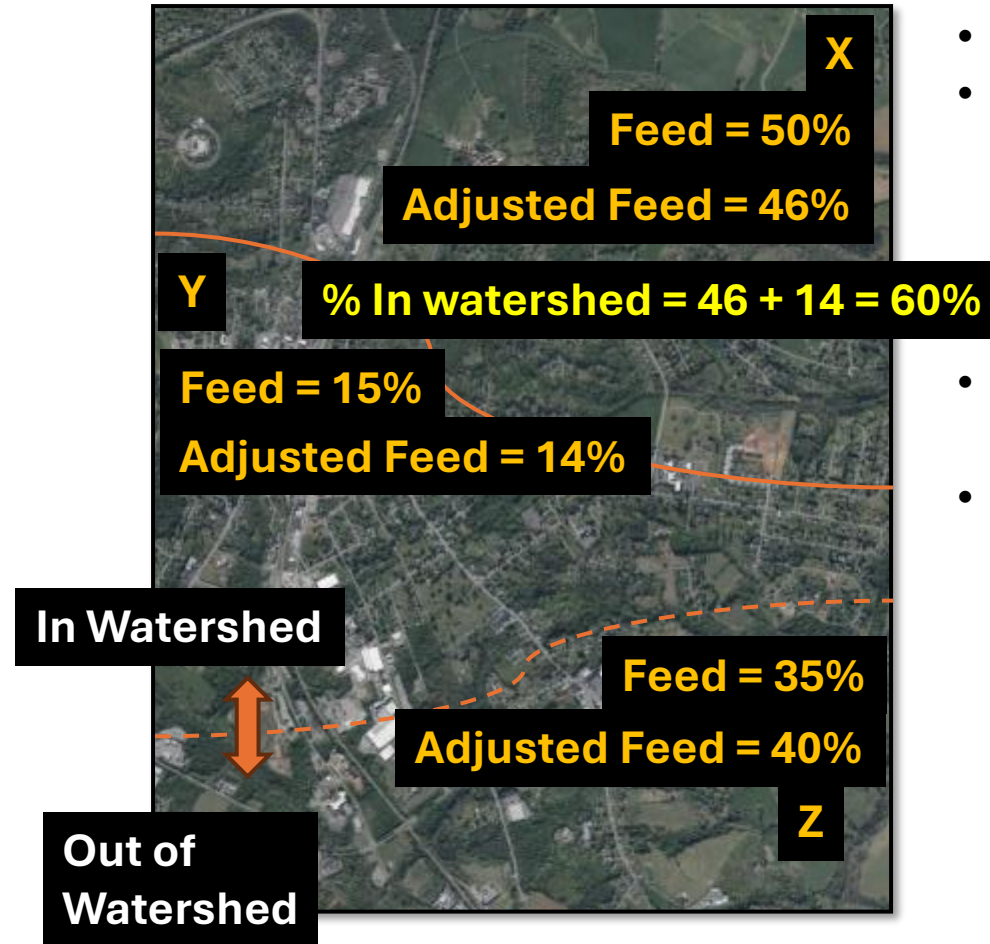 X
Feed = 50%
Adjusted Feed = 46%
Y
% In watershed = 46 + 14 = 60%
Feed = 15%
Adjusted Feed = 14%
In Watershed
Feed = 35%
Adjusted Feed = 40%
Z
Out of
Watershed